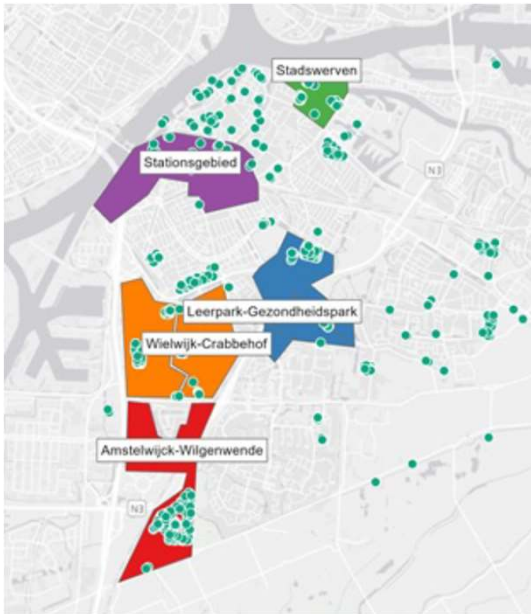 Stadswerven
Stationsgebied
N3
Leerpark-Gezondheidspark
Wielwijk-Crabbehof
Amstelwijck-Wilgenwende
N3